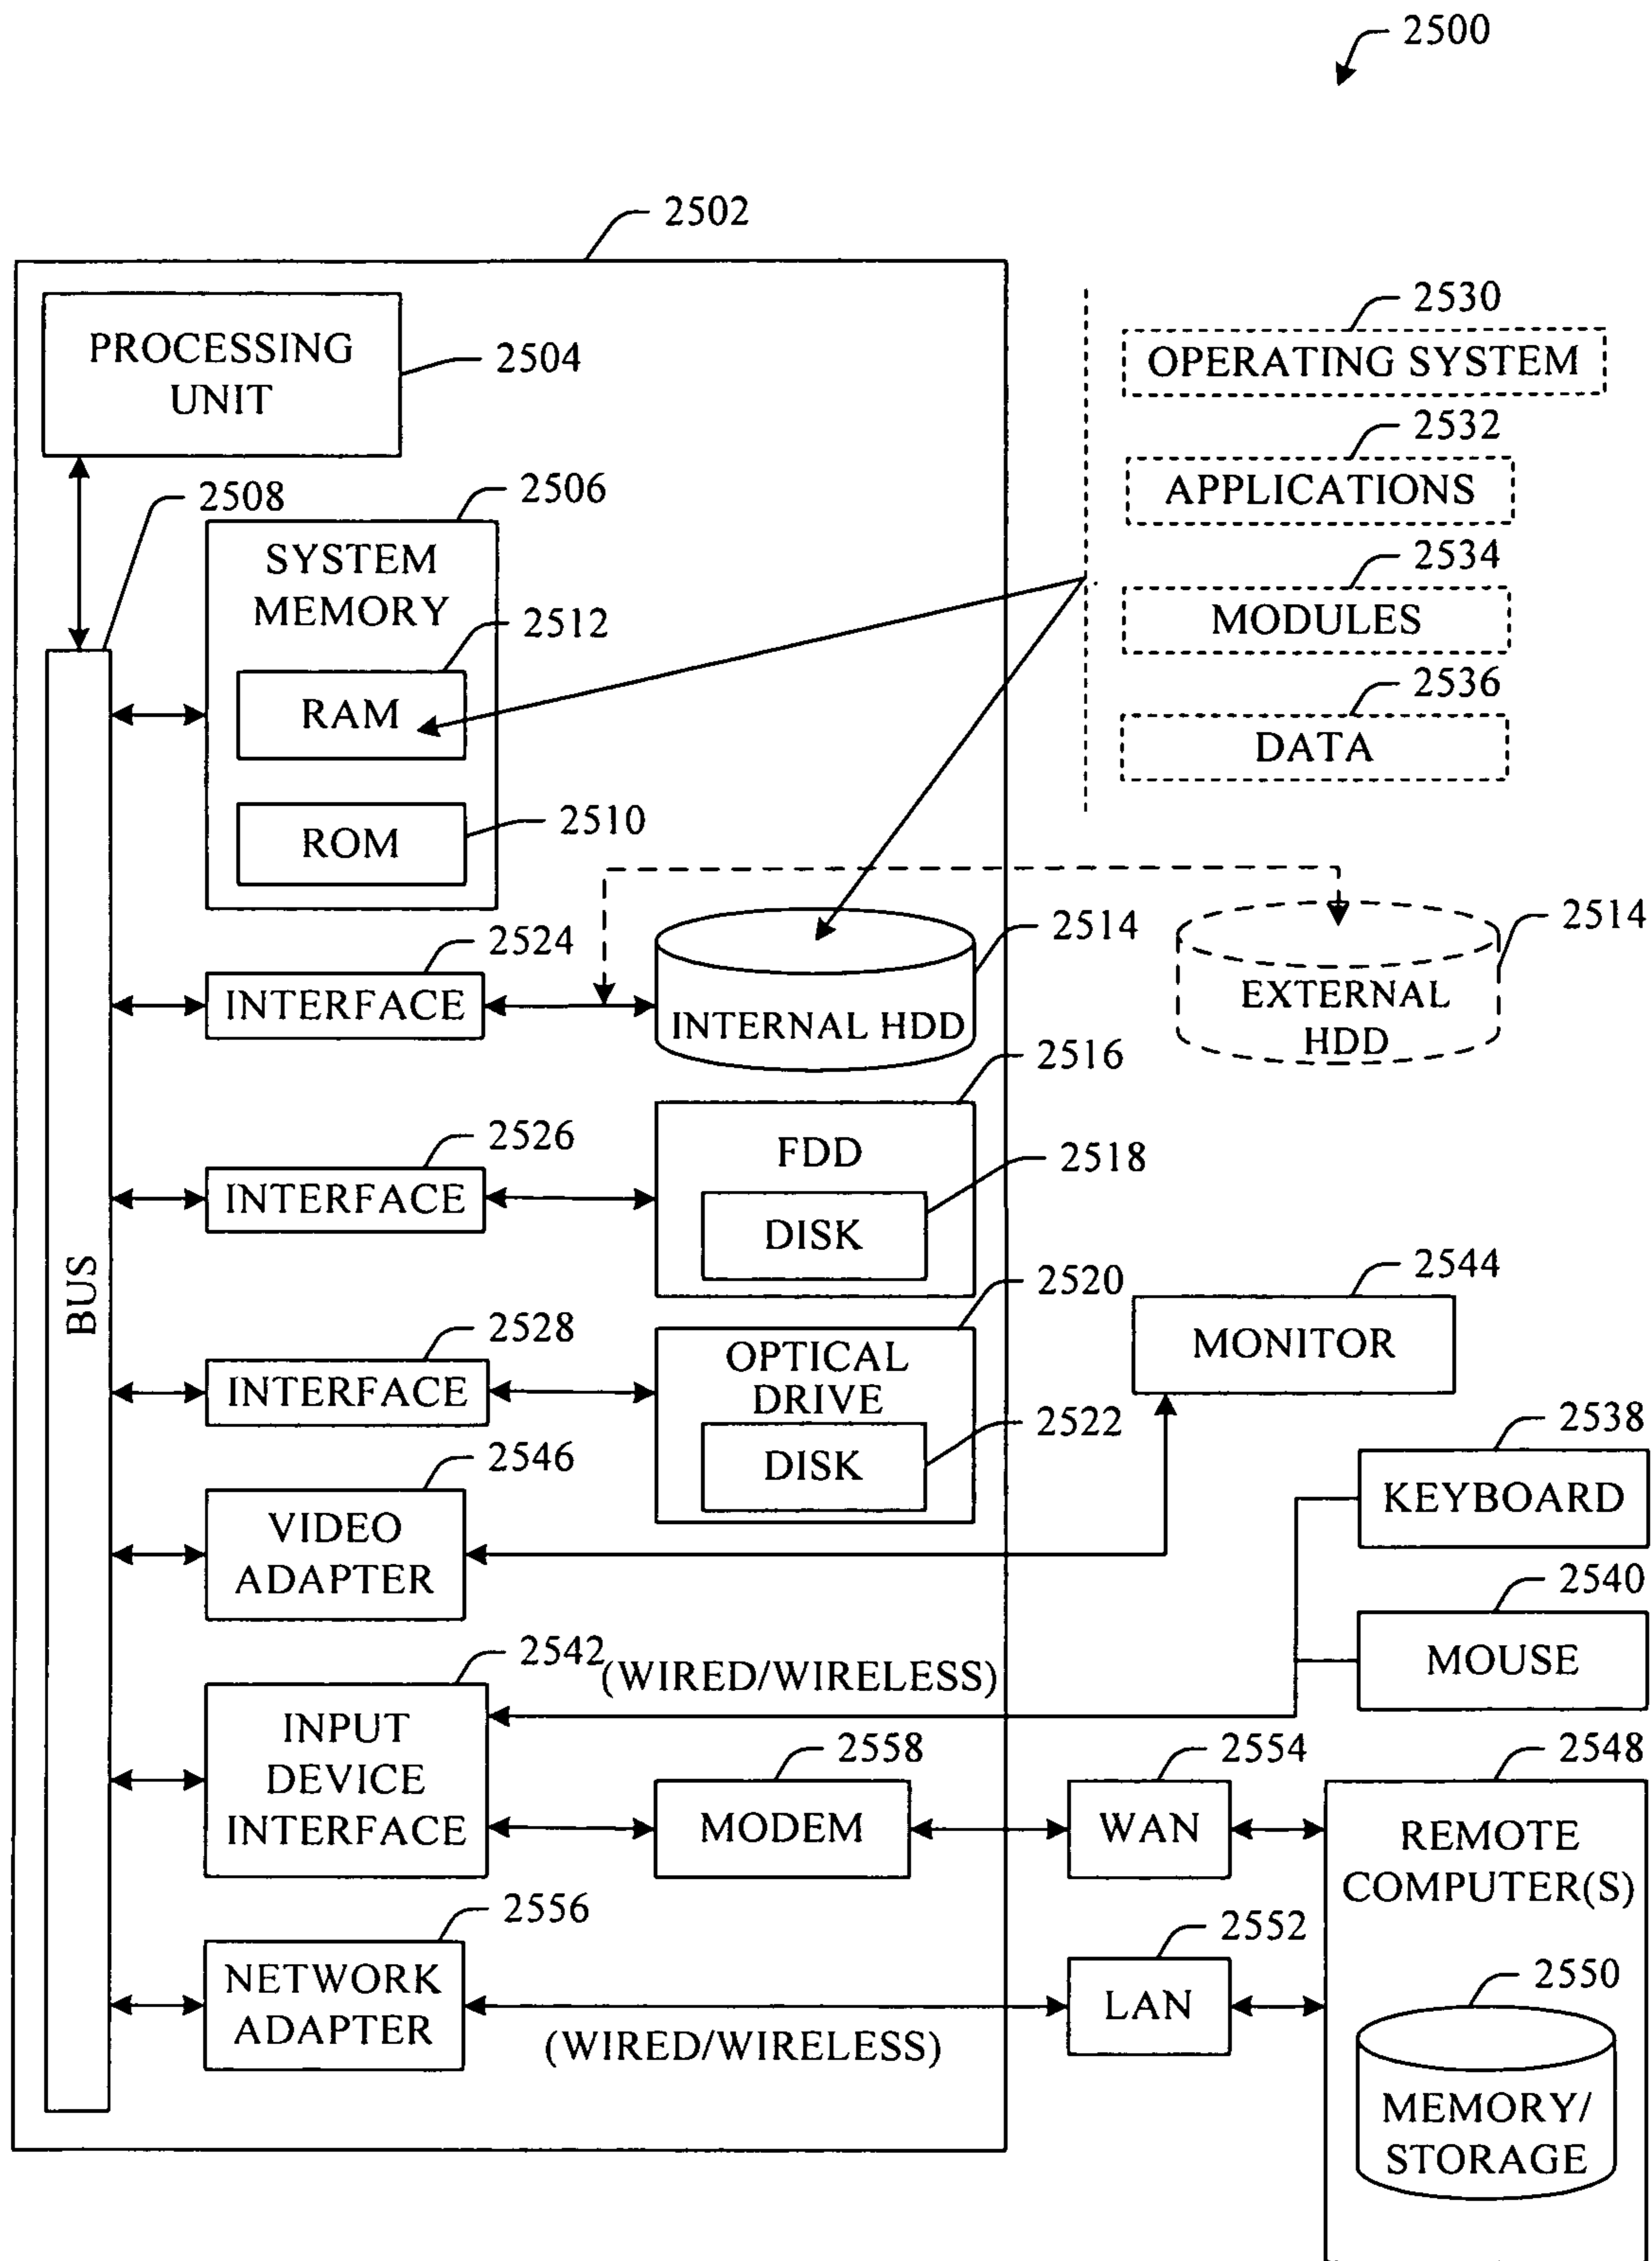 2500
2502
PROCESSING
UNIT
2504
2530
OPERATING SYSTEM
2532
APPLICATIONS
2534
MODULES
2536
DATA
2508
2506
SYSTEM
MEMORY
2512
RAM
2510
ROM
2524
INTERFACE
2514
INTERNAL HDD
2514
EXTERNAL
HDD
2516
FDD
2526
INTERFACE
2518
DISK
BUS
2520
OPTICAL
DRIVE
2528
INTERFACE
2522
DISK
2544
MONITOR
2546
VIDEO
ADAPTER
2538
KEYBOARD
2540
MOUSE
2542
(WIRED/WIRELESS)
INPUT
DEVICE
INTERFACE
2558
MODEM
2554
WAN
2548
REMOTE
COMPUTER(S)
2556
NETWORK
ADAPTER
(WIRED/WIRELESS)
2552
LAN
2550
MEMORY/
STORAGE